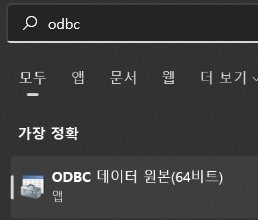 odbc
모두 앱 문서 웹 더 보기
가장 정확
ODBC 데이터 원본(64비트)
앱